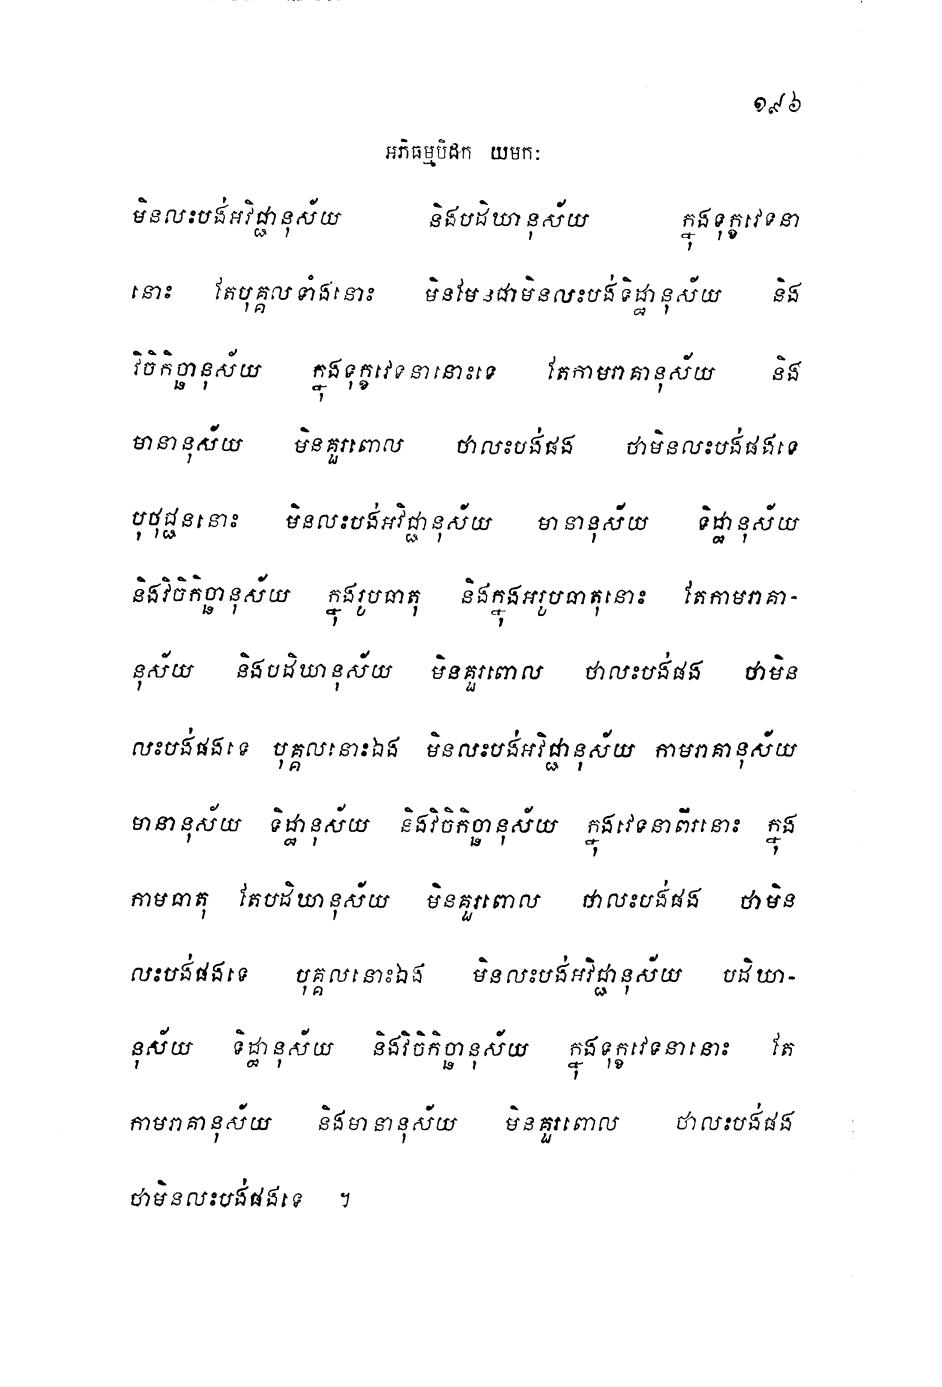 ១៩៦
អភិធម្មបិដក យមកៈ
មិនលះបង់អវិជ្ជានុស័យ និងបដិឃានុស័យ ក្នុងទុក្ខវេទនា
នោះ តែបុគ្គលទាំងនោះ មិនមែនជាមិនលះបង់ទិដ្ឋានុស័យ និង
វិចិកិច្ឆានុស័យ ក្នុងទុក្ខវេទនានោះទេ តែកាមរាគានុស័យ និង
មានានុស័យ មិនគួរពោល ថាលះបង់ផង ថាមិនលះបង់ផងទេ
បុថុជ្ជននោះ មិនលះបង់អវិជ្ជានុស័យ មានានុស័យ ទិដ្ឋានុស័យ
និងវិចិកិច្ឆានុស័យ ក្នុងរូបធាតុ និងក្នុងអរូបធាតុនោះ តែកាមរាគា-
នុស័យ និងបដិឃានុស័យ មិនគួរពោល ថាលះបង់ផង ថាមិន
លះបង់ផងទេ បុគ្គលនោះឯង មិនលះបង់អវិជ្ជានុស័យ កាមរាគានុស័យ
មានានុស័យ ទិដ្ឋានុស័យ និងវិចិកិច្ឆានុស័យ ក្នុងវេទនាពីរនោះ ក្នុង
កាមធាតុ តែបដិឃានុស័យ មិនគួរពោល ថាលះបង់ផង ថាមិន
លះបង់ផងទេ បុគ្គលនោះឯង មិនលះបង់អវិជ្ជានុស័យ បដិឃា-
នុស័យ ទិដ្ឋានុស័យ និងវិចិកិច្ឆានុស័យ ក្នុងទុក្ខវេទនានោះ តែ
កាមរាគានុស័យ និងមានានុស័យ មិនគួរពោល ថាលះបង់ផង
ថាមិនលះបង់ផងទេ ។